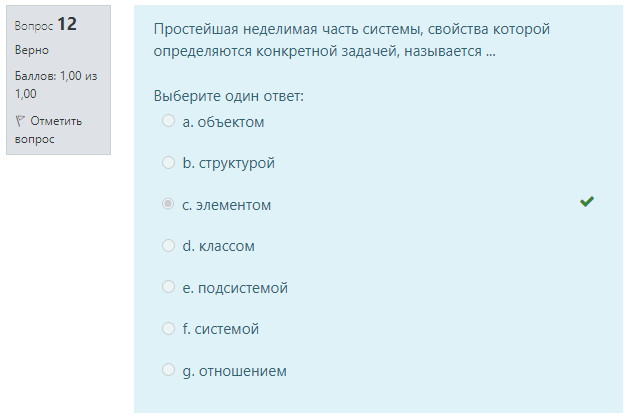 Вопрос 12
Верно
Баллов: 1,00 из
1,00
Отметить
вопрос
Простейшая неделимая часть системы, свойства которой
определяются конкретной задачей, называется ...
Выберите один ответ:
a. объектом
b. структурой
c. элементом
d. классом
e. подсистемой
f. системой
g. отношением